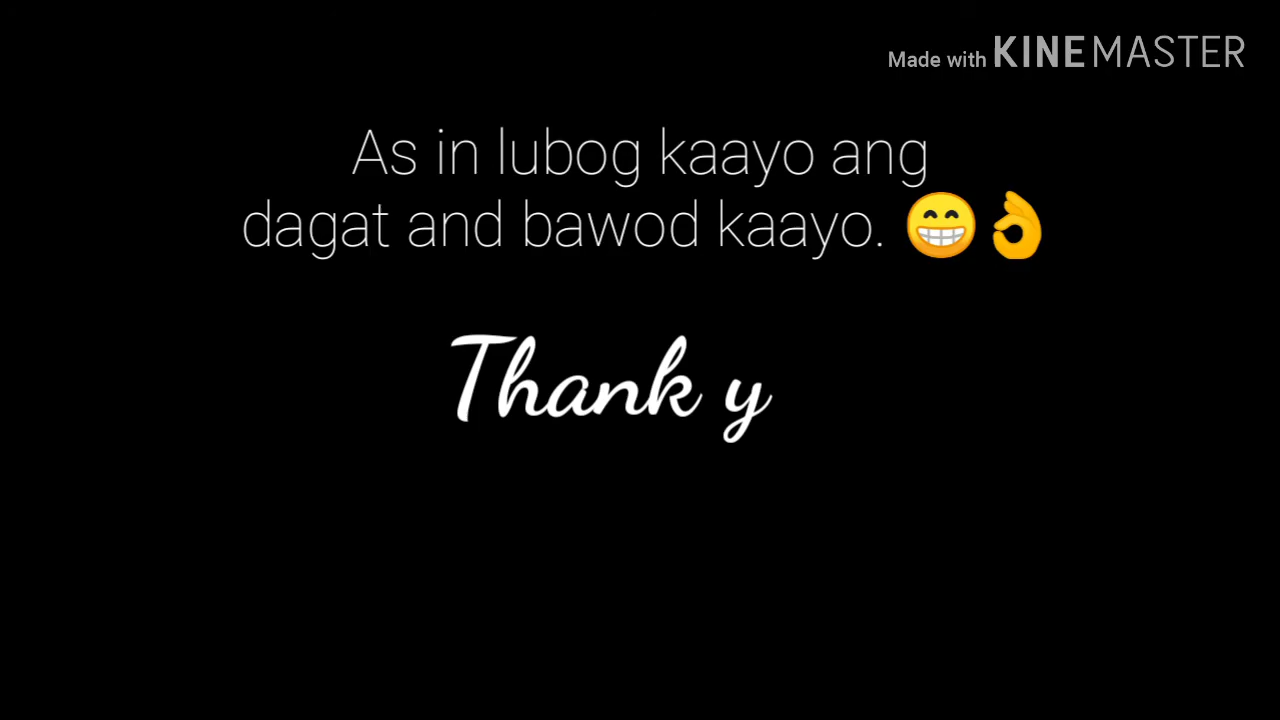 Made with KINEMASTER
As in lubog kaayo ang
dagat and bawod kaayo. 😁👌
Thank y